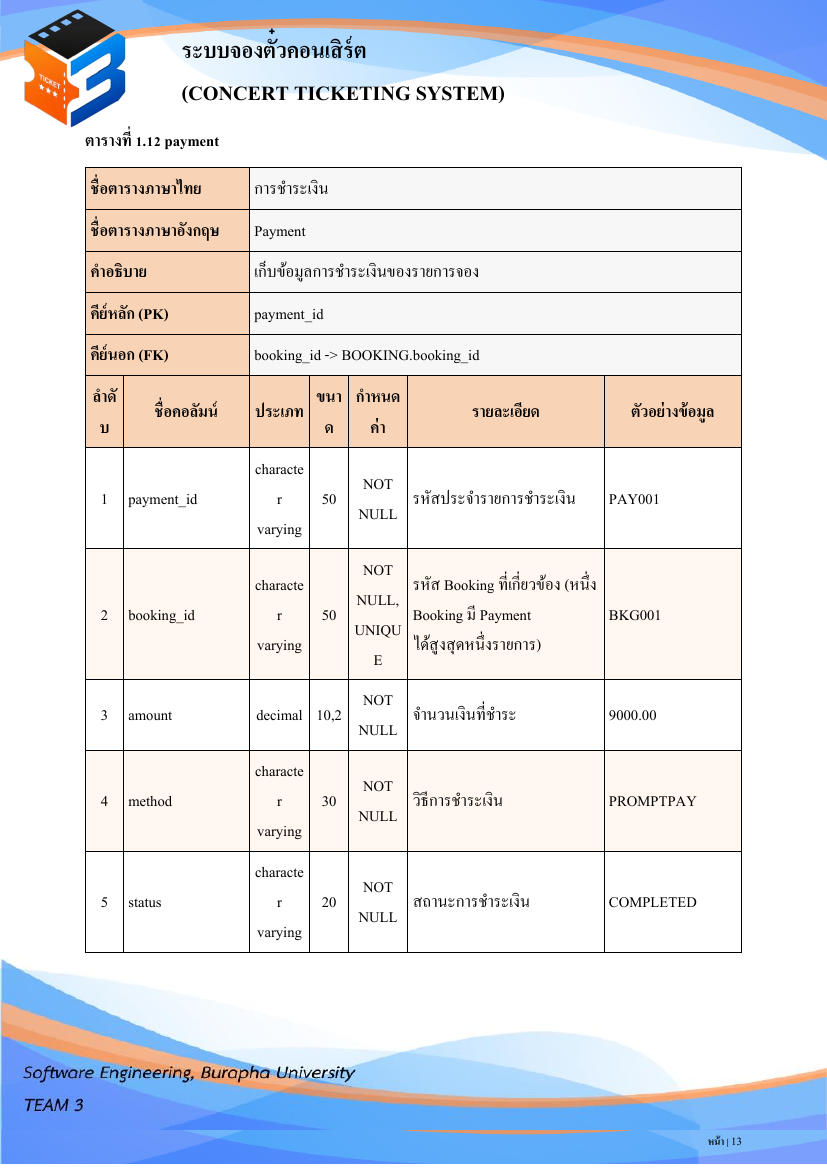 TICKET
ระบบจองตั๋วคอนเสิร์ต
(CONCERT TICKETING SYSTEM)
ตารางที่ 1.12 payment
ชื่อตารางภาษาไทย การชำระเงิน
ชื่อตารางภาษาอังกฤษ Payment
คำอธิบาย เก็บข้อมูลการชำระเงินของรายการจอง
คีย์หลัก (PK) payment_id
คีย์นอก (FK) booking_id -> BOOKING.booking_id
ลำดั ชื่อคอลัมน์ ประเภท ขนา กำหนด รายละเอียด ตัวอย่างข้อมูล
บ ด ค่า
characte
r
varying
1 payment_id 50 NOT รหัสประจำรายการชำระเงิน PAY001
NULL
characte
r
varying
2 booking_id 50 NOT
NULL,
UNIQU
E
รหัส Booking ที่เกี่ยวข้อง (หนึ่ง
Booking มี Payment
ได้สูงสุดหนึ่งรายการ)
BKG001
3 amount decimal 10,2 NOT จำนวนเงินที่ชำระ 9000.00
NULL
characte
r
varying
4 method 30 NOT วิธีการชำระเงิน PROMPTPAY
NULL
characte
r
varying
5 status 20 NOT สถานะการชำระเงิน COMPLETED
NULL
Software Engineering, Burapha University
TEAM 3
หน้า | 13